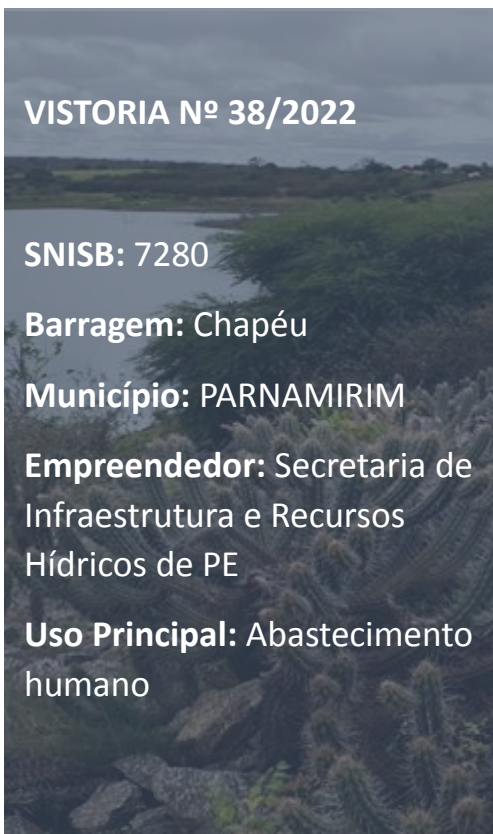 VISTORIA Nº 38/2022
SNISB: 7280
Barragem: Chapéu
Município: PARNAMIRIM
Empreendedor: Secretaria de
Infraestrutura e Recursos
Hídricos de PE
Uso Principal: Abastecimento
humano